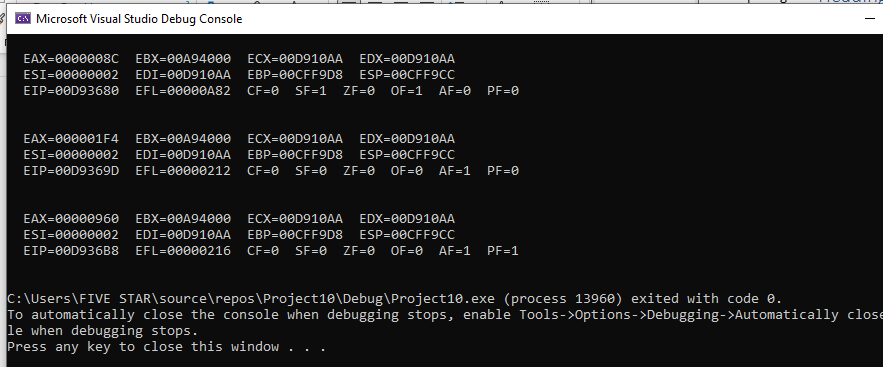 Microsoft Visual Studio Debug Console
EAX=0000008C EBX=00A94000 ECX=00D910AA EDX=00D910AA
ESI=00000002 EDI=00D910AA EBP=00CFF9D8 ESP=00CFF9CC
EIP=00D93680 EFL=00000A82 CF=0 SF=1 ZF=0 OF=1 AF=0 PF=0
EAX=000001F4 EBX=00A94000 ECX=00D910AA EDX=00D910AA
ESI=00000002 EDI=00D910AA EBP=00CFF9D8 ESP=00CFF9CC
EIP=00D9369D EFL=00000212 CF=0 SF=0 ZF=0 OF=0 AF=1 PF=0
EAX=00000960 EBX=00A94000 ECX=00D910AA EDX=00D910AA
ESI=00000002 EDI=00D910AA EBP=00CFF9D8 ESP=00CFF9CC
EIP=00D936B8 EFL=00000216 CF=0 SF=0 ZF=0 OF=0 AF=1 PF=1
C:\Users\FIVE STAR\source\repos\Project10\Debug\Project10.exe (process 13960) exited with code 0.
To automatically close the console when debugging stops, enable Tools->Options->Debugging->Automatically close
le when debugging stops.
Press any key to close this window . . .